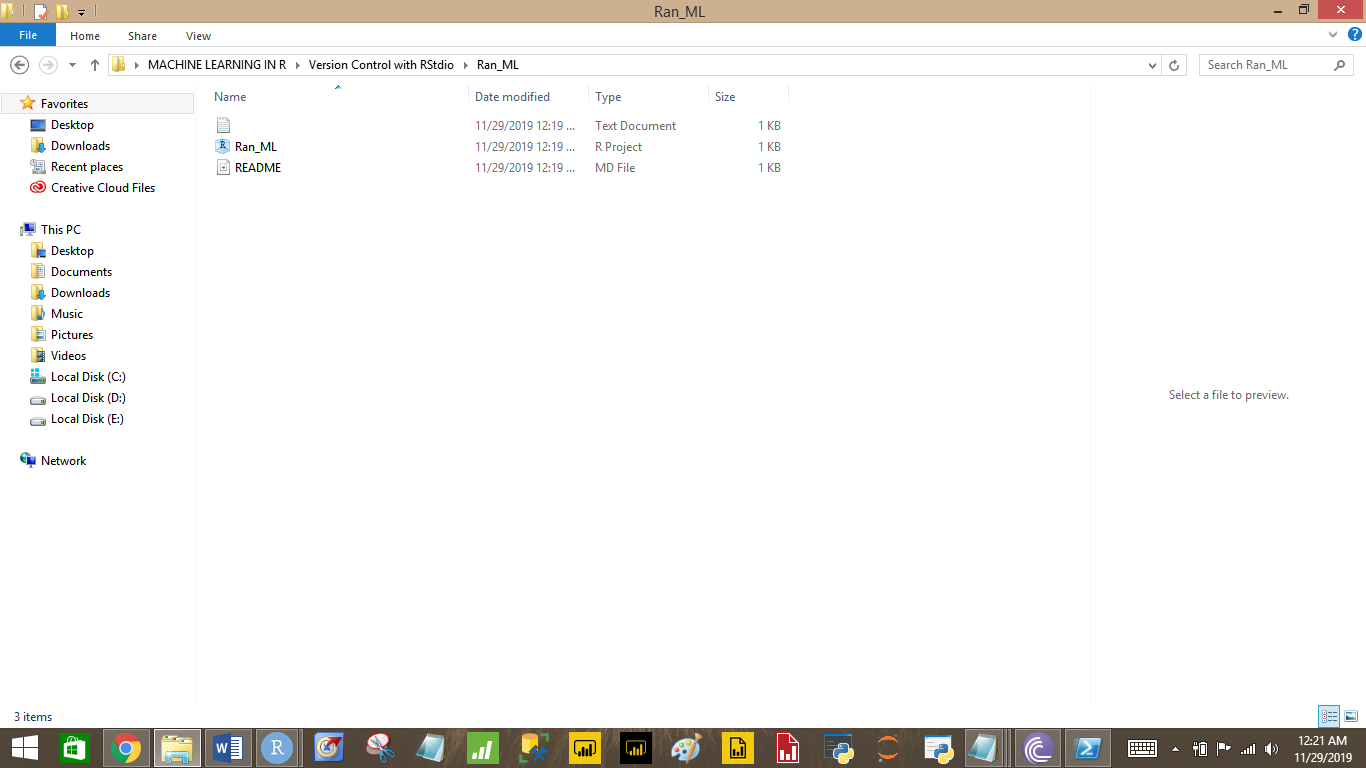 Ran_ML
File Home Share View
MACHINE LEARNING IN R Version Control with RStdio Ran_ML Search Ran_ML
Name Date modified Type Size
Favorites
Desktop
Downloads
Recent places
Creative Cloud Files
This PC
Desktop
Documents
Downloads
Music
Pictures
Videos
Local Disk (C:)
Local Disk (D:)
Local Disk (E:)
Network
11/29/2019 12:19 ... Text Document 1 KB
Ran_ML 11/29/2019 12:19 ... R Project 1 KB
README 11/29/2019 12:19 ... MD File 1 KB
Select a file to preview.
3 items
12:21 AM
11/29/2019